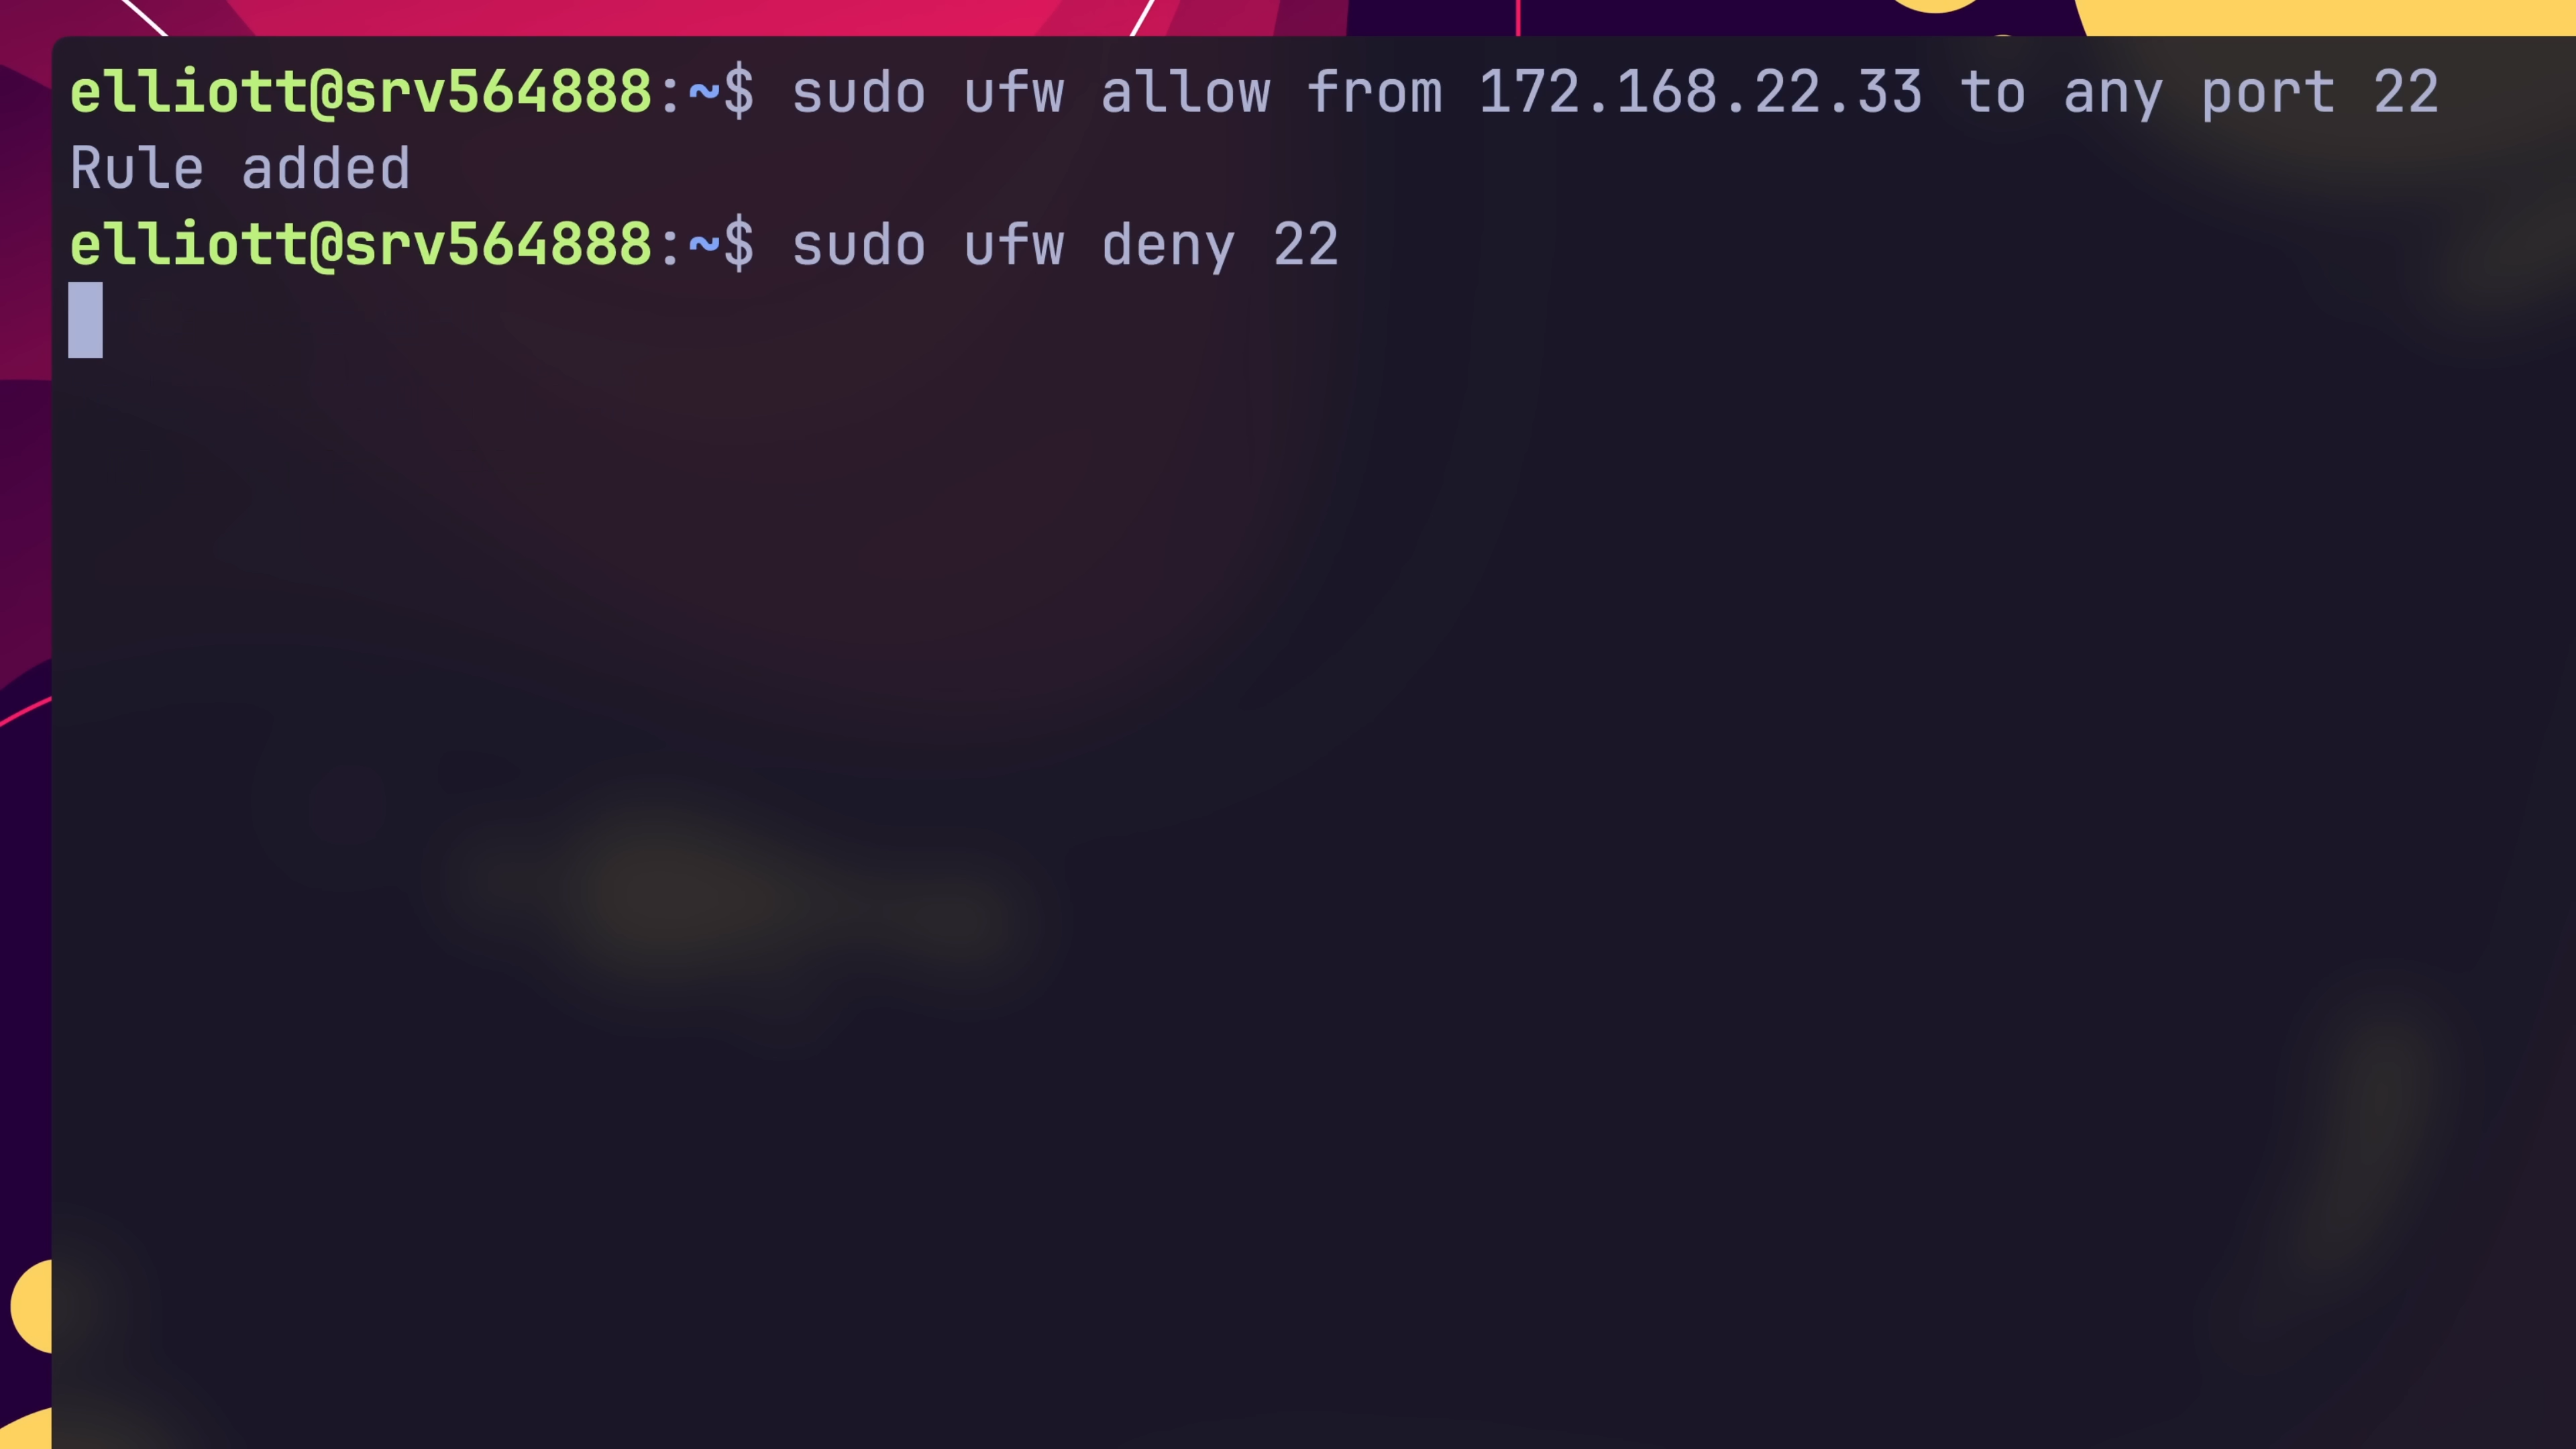 elliott@srv564888:~$ sudo ufw allow from 172.168.22.33 to any port 22
Rule added
elliott@srv564888:~$ sudo ufw deny 22